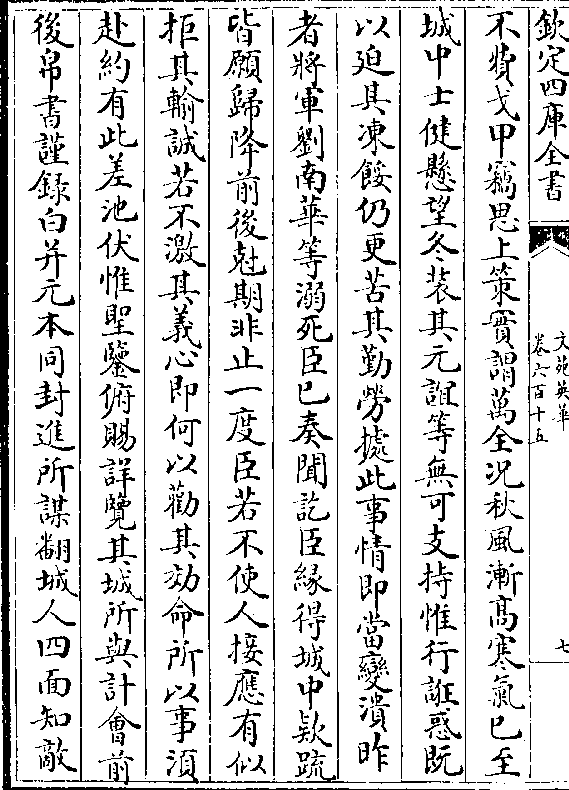 欽定四庫全書
文苑英華
卷六百十五
七
不費戈甲竊思上策實謂萬全况秋風漸髙寒氣已至
城中士健懸望冬裝其元誼等無可支持惟行誑惑既
以迫其凍餒仍更苦其勤勞據此事情即當變潰昨
者將軍劉南華等溺死臣已奏聞訖臣緣得城中欵䟽
皆願歸降前後尅期非止一度臣若不使人接應有似
拒其輸誠若不激其義心即何以勸其効命所以事湏
赴約有此差池伏惟聖鑒俯賜詳覽其城所與計會前
後帛書謹録白并元本同封進所謀翻城人四面知敵